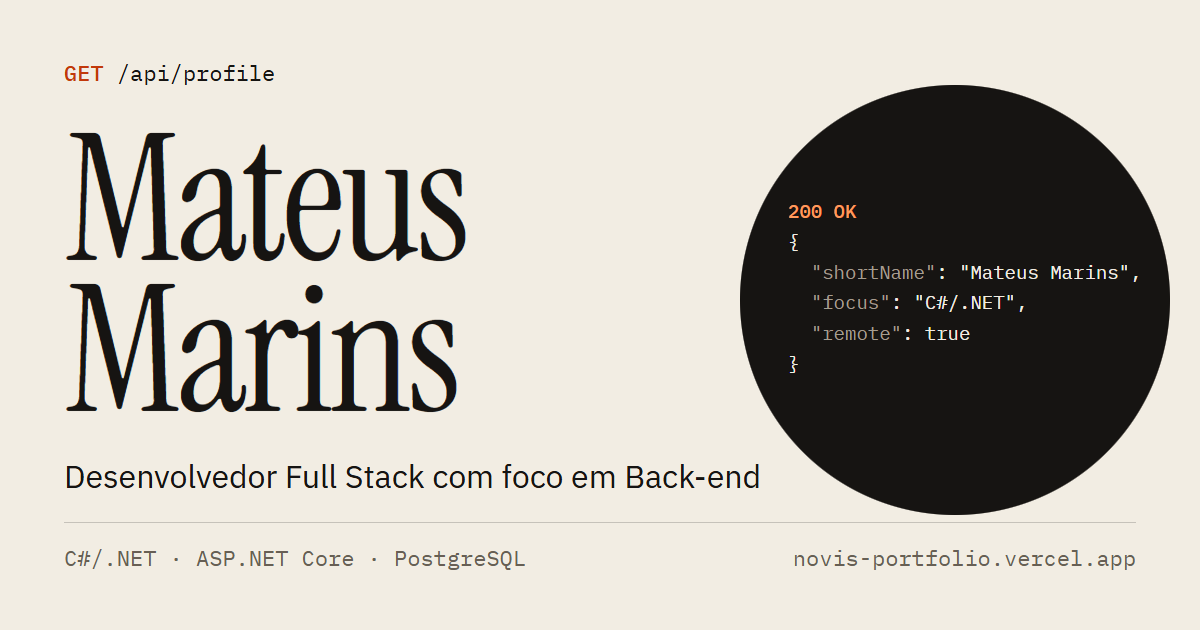 GET /api/profile
Mateus
Marins
Desenvolvedor Full Stack com foco em Back-end
200 OK
{
"shortName": "Mateus Marins",
"focus": "C#/.NET",
"remote": true
}
C#/.NET · ASP.NET Core · PostgreSQL
novis-portfolio.vercel.app